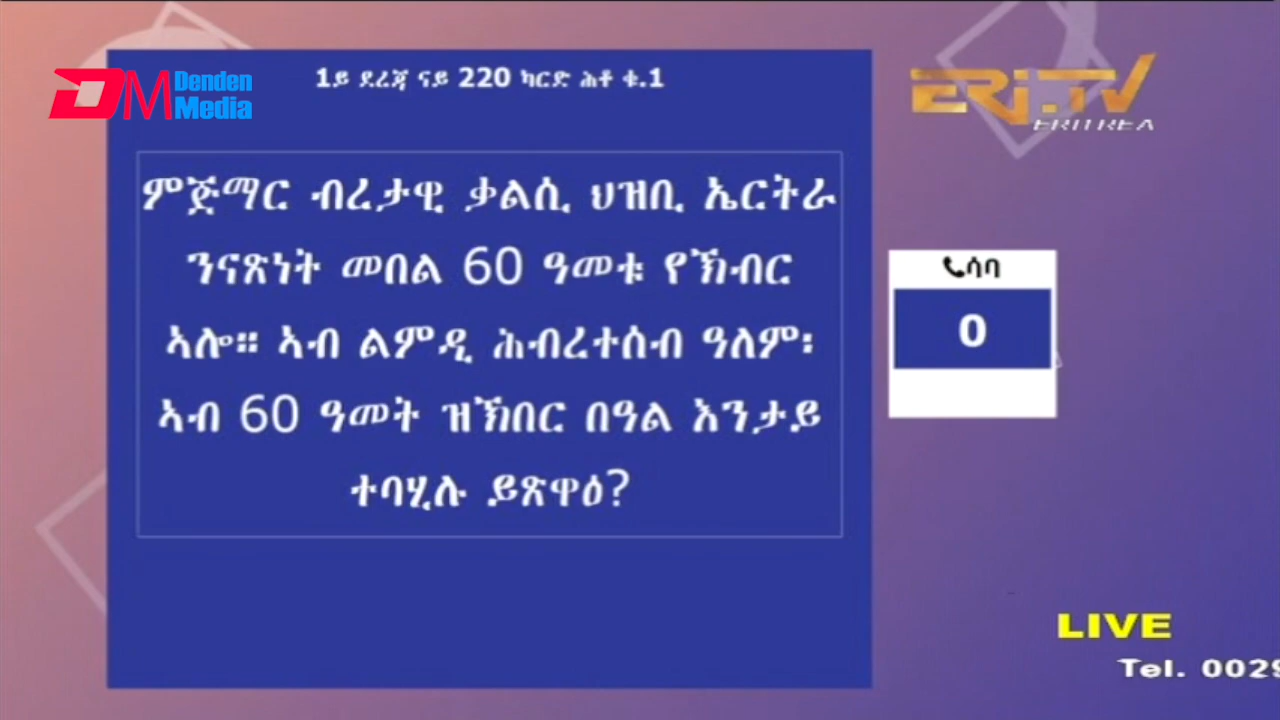 1ይ ደረጃ ናይ 220 ካርድ ሕቶ ቁ.1
DM Denden
Media
ERi.TV
ERITREA
ምጅማር ብረታዊ ቃልሲ ህዝቢ ኤርትራ
ንናጽነት መበል 60 ዓመቱ የኽብር
ኣሎ። ኣብ ልምዲ ሕብረተሰብ ዓለም፡
ኣብ 60 ዓመት ዝኽበር በዓል እንታይ
ተባሂሉ ይጽዋዕ?
ሳባ
0
LIVE
Tel. 0029